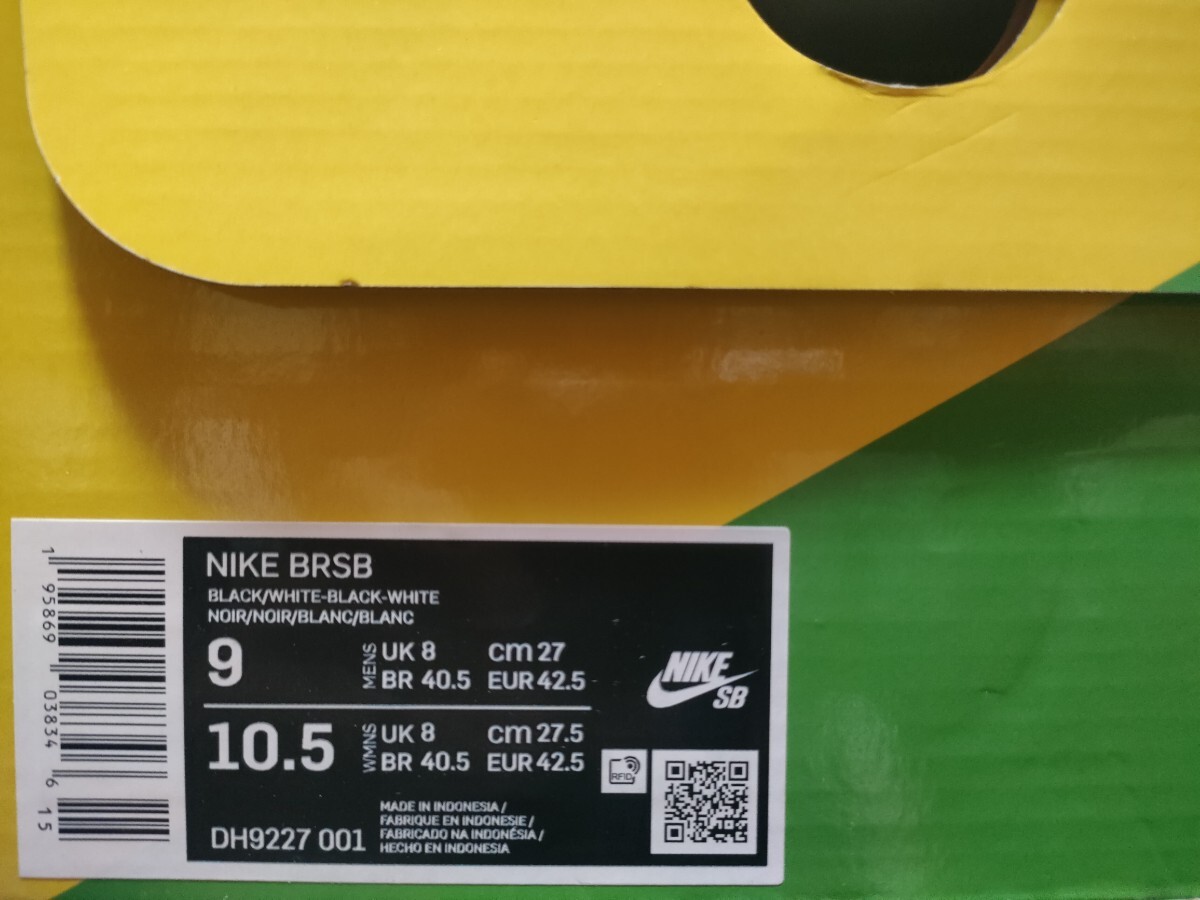 1 95869 03834 6 15
NIKE BRSB
BLACK/WHITE-BLACK-WHITE
NOIR/NOIR/BLANC/BLANC
9 MENS UK 8 cm 27
BR 40.5 EUR 42.5
10.5 WMNS UK 8 cm 27.5
BR 40.5 EUR 42.5
NIKE
SB
RFID
DH9227 001
MADE IN INDONESIA /
FABRIQUE EN INDONESIE /
FABRICADO NA INDONÉSIA /
HECHO EN INDONESIA